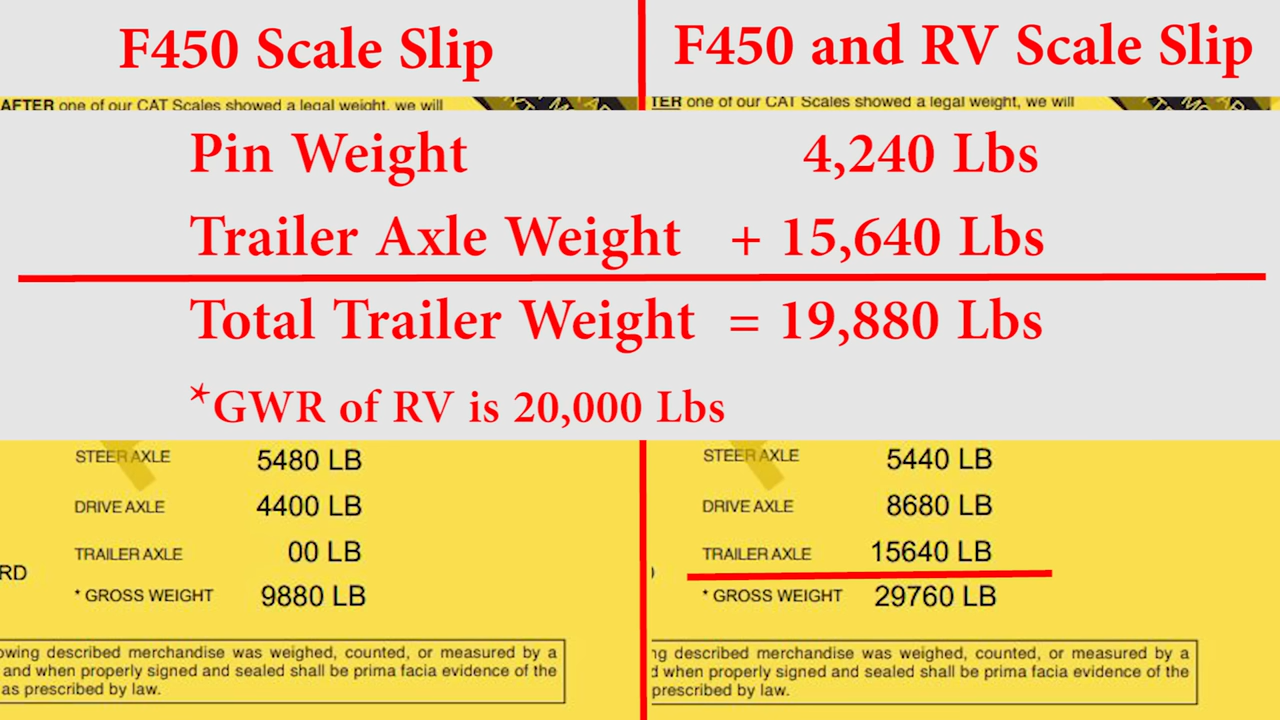 F450 Scale Slip
F450 and RV Scale Slip
AFTER one of our CAT Scales showed a legal weight, we will
TER one of our CAT Scales showed a legal weight, we will
Pin Weight 4,240 Lbs
Trailer Axle Weight + 15,640 Lbs
Total Trailer Weight = 19,880 Lbs
*GWR of RV is 20,000 Lbs
STEER AXLE 5480 LB
DRIVE AXLE 4400 LB
TRAILER AXLE 00 LB
RD
* GROSS WEIGHT 9880 LB
owing described merchandise was weighed, counted, or measured by a
and when properly signed and sealed shall be prima facia evidence of the
as prescribed by law.
STEER AXLE 5440 LB
DRIVE AXLE 8680 LB
TRAILER AXLE 15640 LB
* GROSS WEIGHT 29760 LB
ng described merchandise was weighed, counted, or measured by a
d when properly signed and sealed shall be prima facia evidence of the
prescribed by law.